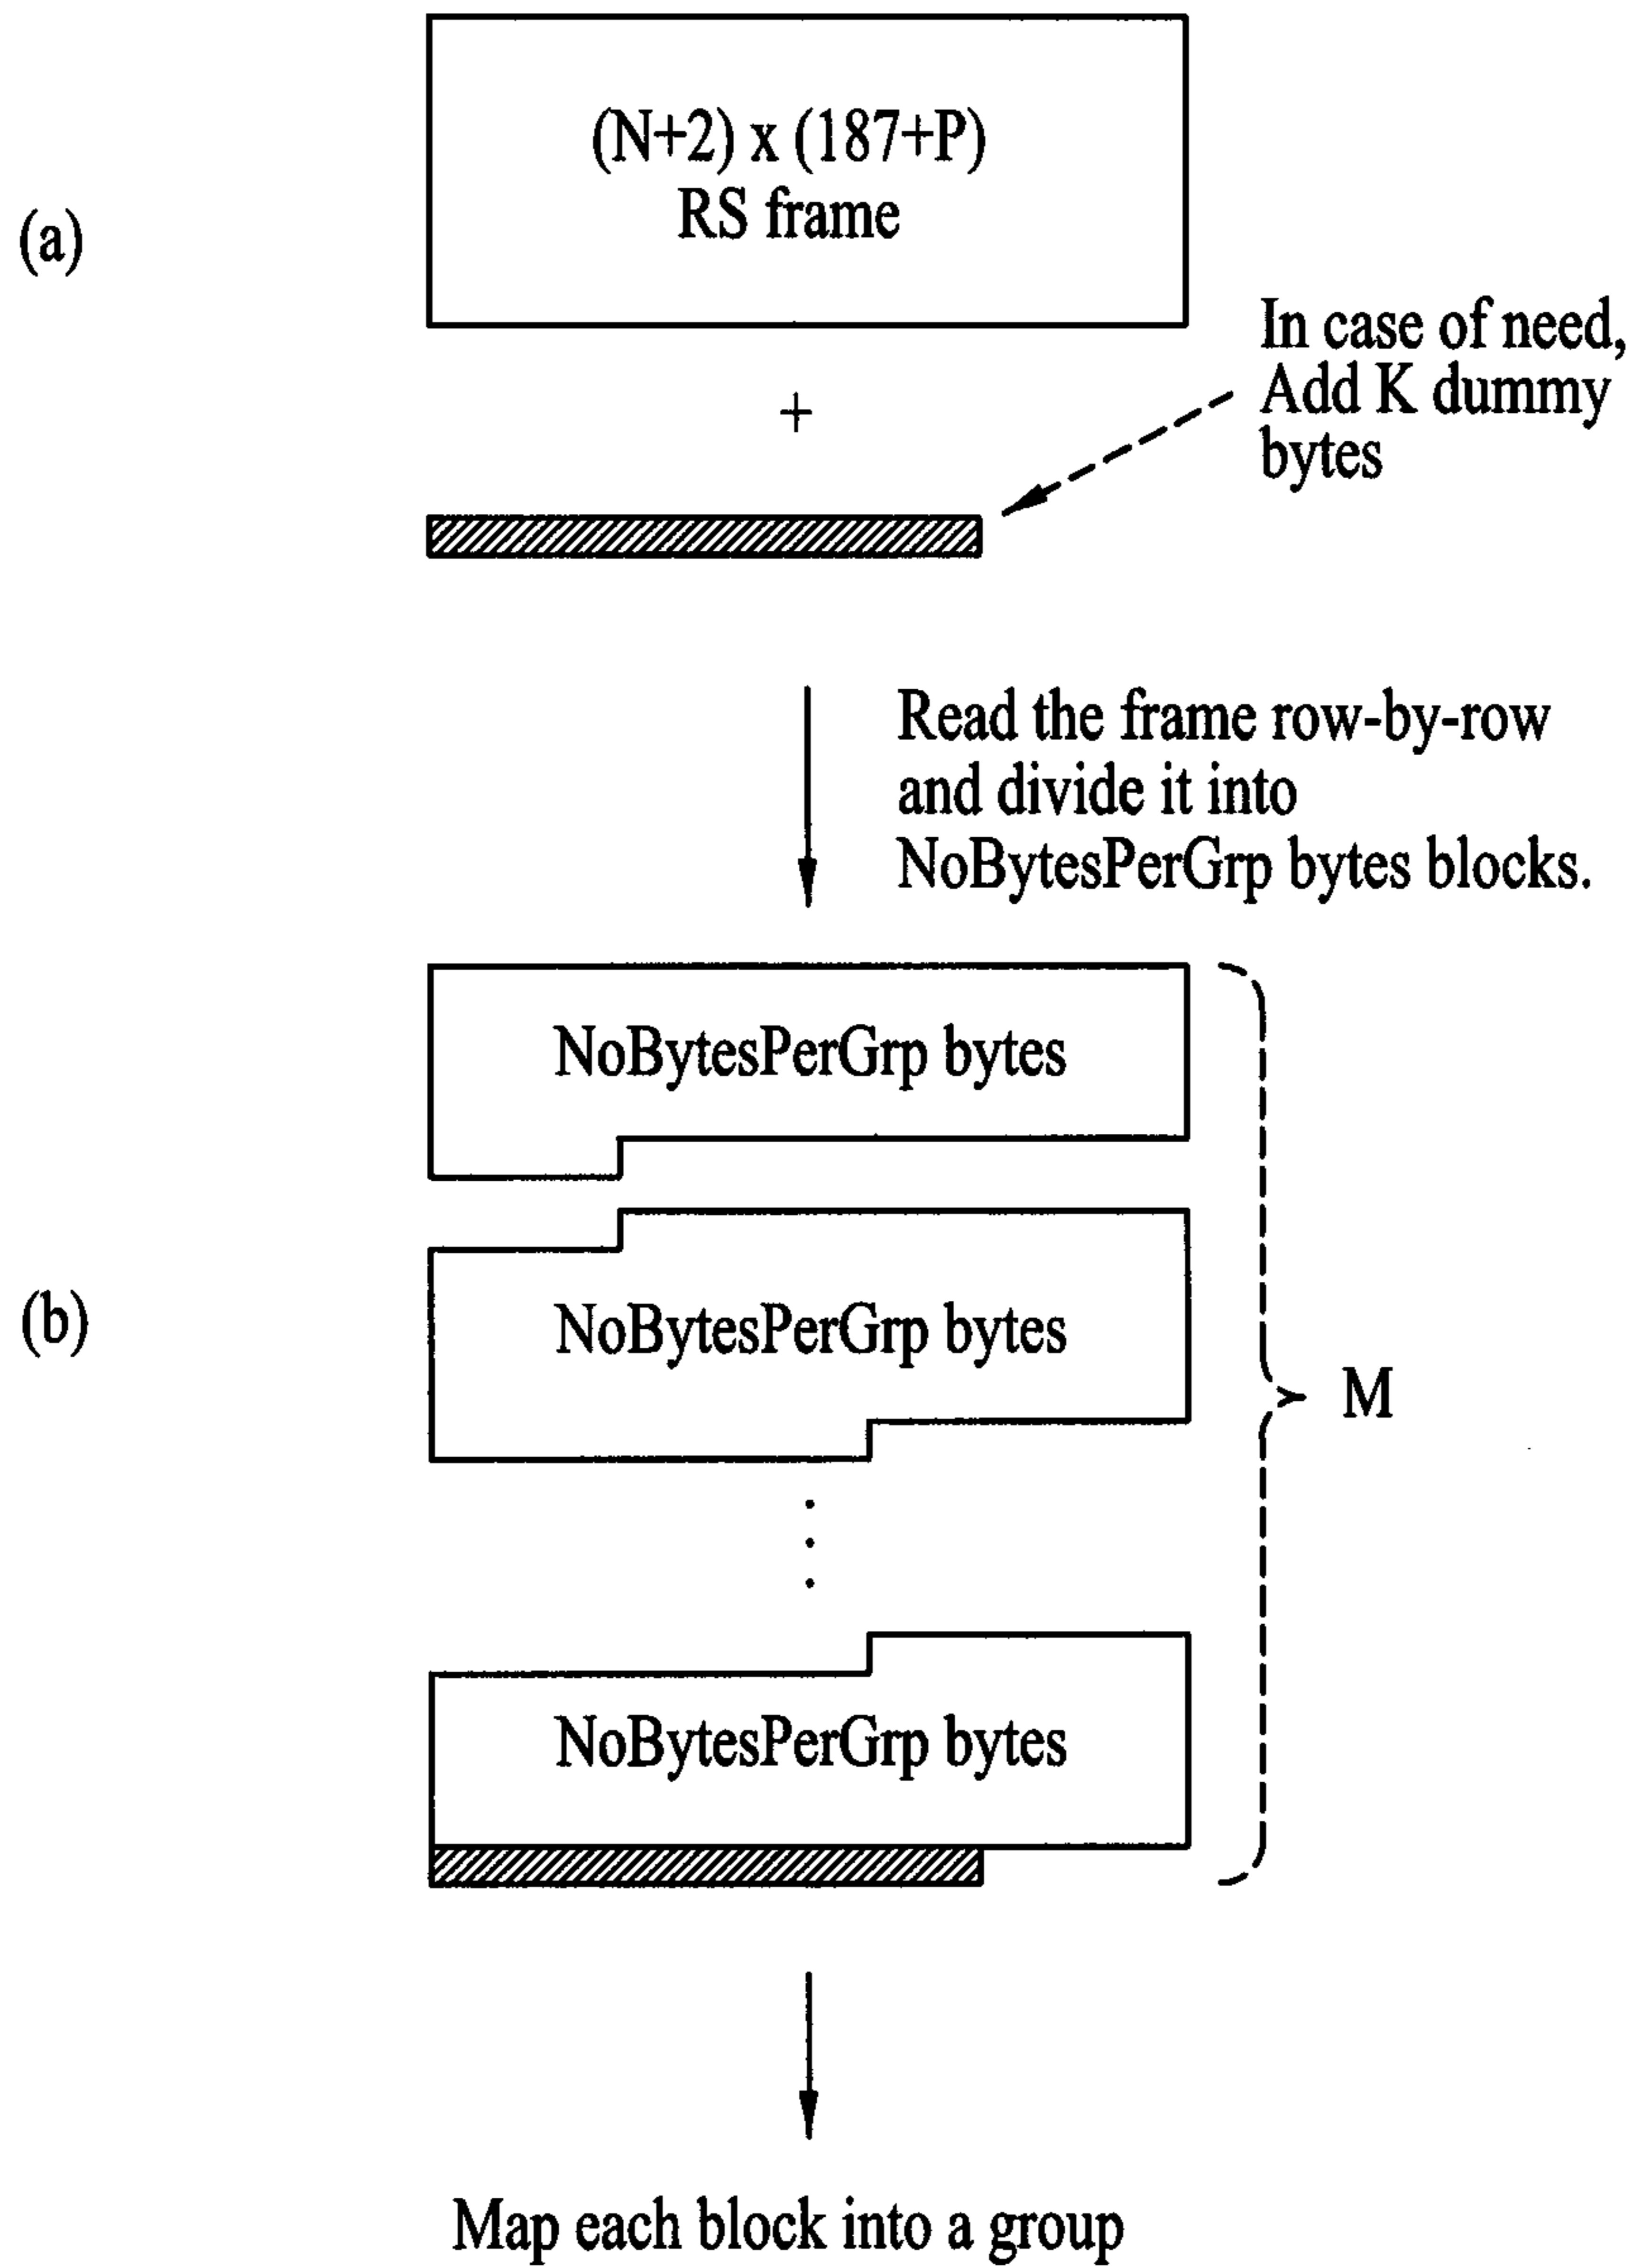 (N+2) x (187+P)
RS frame
(a)
In case of need,
Add K dummy
bytes
+
Read the frame row-by-row
and divide it into
NoBytesPerGrp bytes blocks.
NoBytesPerGrp bytes
(b)
NoBytesPerGrp bytes
M
NoBytesPerGrp bytes
Map each block into a group